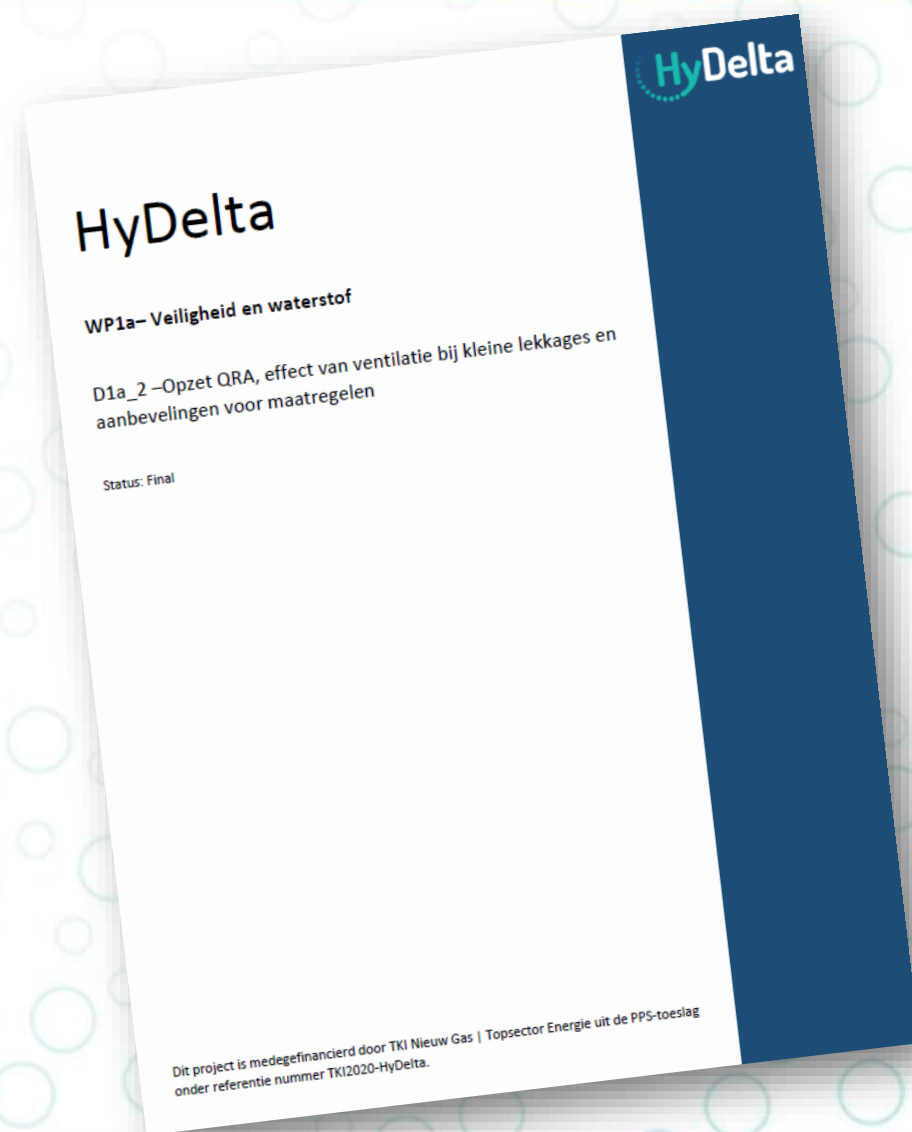 HyDelta
HyDelta
WP1a– Veiligheid en waterstof
D1a_2 –Opzet QRA, effect van ventilatie bij kleine lekkages en
aanbevelingen voor maatregelen
Status: Final
Dit project is medegefinancierd door TKI Nieuw Gas | Topsector Energie uit de PPS-toeslag
onder referentie nummer TKI2020-HyDelta.